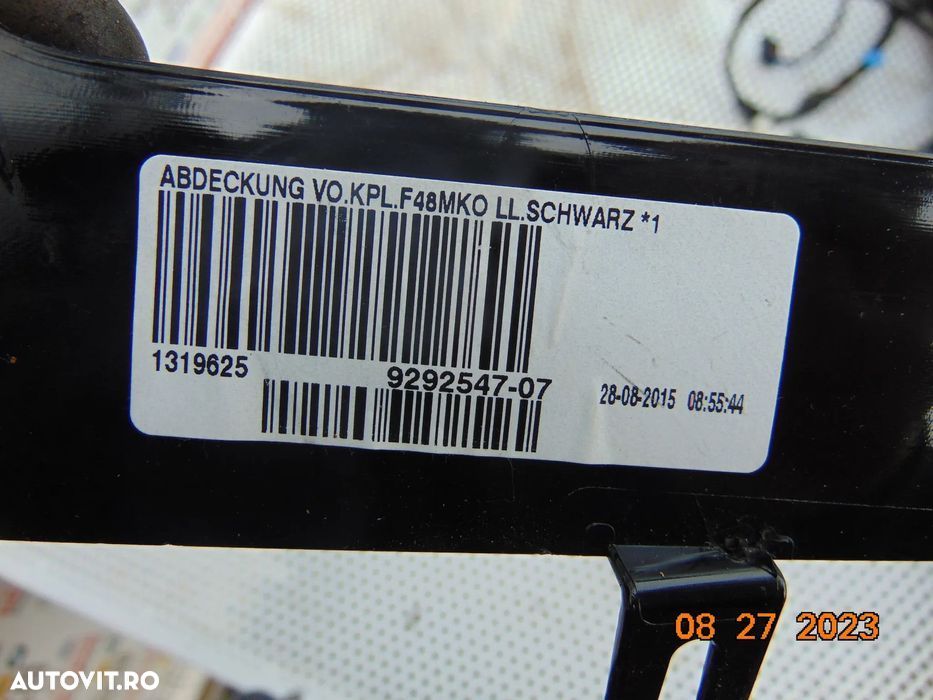 ABDECKUNG VO.KPL.F48MKO LL.SCHWARZ *1
1319625 9292547-07 28-08-2015 08:55:44
08 27 2023
AUTOVIT.RO